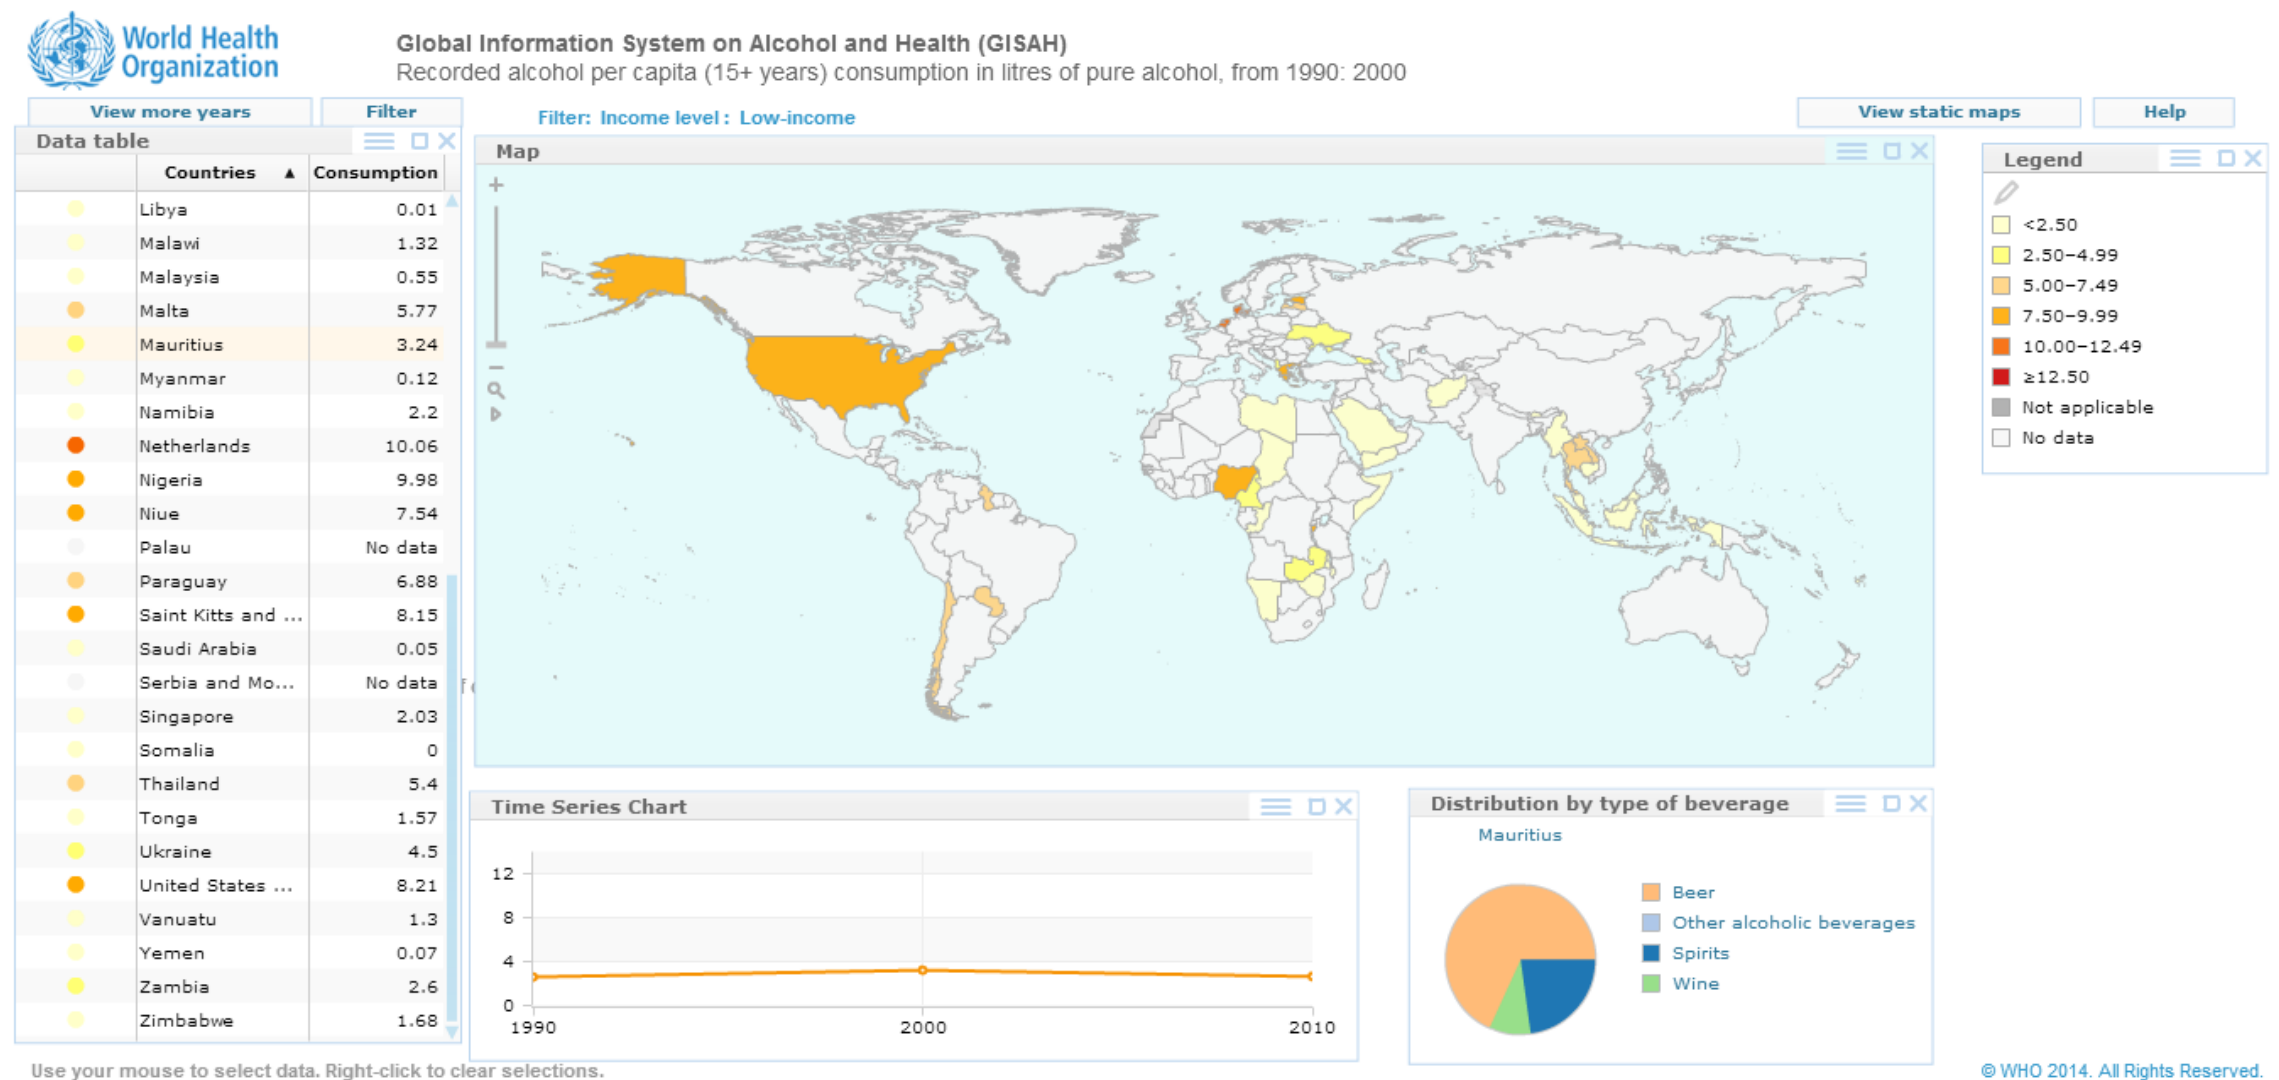 World Health
Organization
Global Information System on Alcohol and Health (GISAH)
Recorded alcohol per capita (15+ years) consumption in litres of pure alcohol, from 1990: 2000
View more years
Filter
Filter: Income level : Low-income
View static maps
Help
Data table
Countries ▲ Consumption
Libya 0.01
Malawi 1.32
Malaysia 0.55
Malta 5.77
Mauritius 3.24
Myanmar 0.12
Namibia 2.2
Netherlands 10.06
Nigeria 9.98
Niue 7.54
Palau No data
Paraguay 6.88
Saint Kitts and ... 8.15
Saudi Arabia 0.05
Serbia and Mo... No data
Singapore 2.03
Somalia 0
Thailand 5.4
Tonga 1.57
Ukraine 4.5
United States ... 8.21
Vanuatu 1.3
Yemen 0.07
Zambia 2.6
Zimbabwe 1.68
Map
Legend
<2.50
2.50–4.99
5.00–7.49
7.50–9.99
10.00–12.49
≥12.50
Not applicable
No data
Time Series Chart
12
8
4
0
1990 2000 2010
Distribution by type of beverage
Mauritius
Beer
Other alcoholic beverages
Spirits
Wine
Use your mouse to select data. Right-click to clear selections.
© WHO 2014. All Rights Reserved.